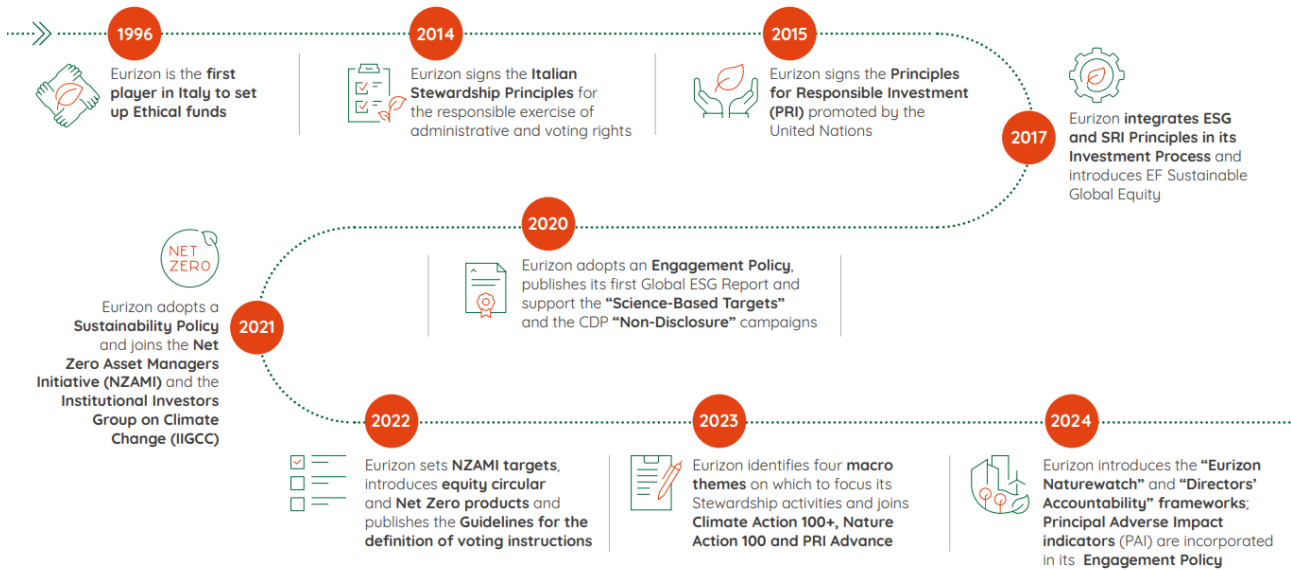 1996
Eurizon is the first
player in Italy to set
up Ethical funds
2014
Eurizon signs the Italian
Stewardship Principles for
the responsible exercise of
administrative and voting rights
2015
Eurizon signs the Principles
for Responsible Investment
(PRI) promoted by the
United Nations
2017
Eurizon integrates ESG
and SRI Principles in its
Investment Process and
introduces EF Sustainable
Global Equity
2020
Eurizon adopts an Engagement Policy,
publishes its first Global ESG Report and
support the “Science-Based Targets”
and the CDP “Non-Disclosure” campaigns
NET
ZERO
2021
Eurizon adopts a
Sustainability Policy
and joins the Net
Zero Asset Managers
Initiative (NZAMI) and the
Institutional Investors
Group on Climate
Change (IIGCC)
2022
Eurizon sets NZAMI targets,
introduces equity circular
and Net Zero products and
publishes the Guidelines for the
definition of voting instructions
2023
Eurizon identifies four macro
themes on which to focus its
Stewardship activities and joins
Climate Action 100+, Nature
Action 100 and PRI Advance
2024
Eurizon introduces the “Eurizon
Naturewatch” and “Directors’
Accountability” frameworks;
Principal Adverse Impact
indicators (PAI) are incorporated
in its Engagement Policy